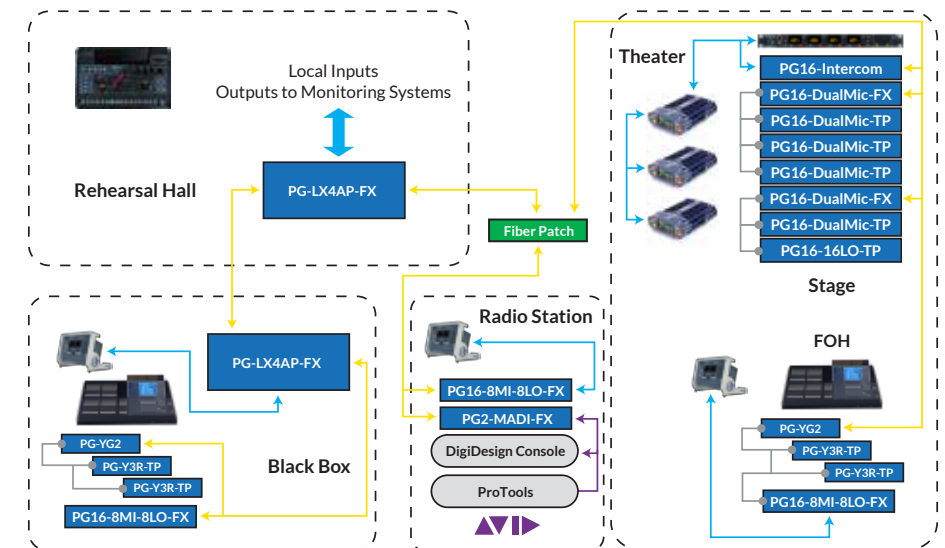 Local Inputs
Outputs to Monitoring Systems
Rehearsal Hall
PG-LX4AP-FX
Fiber Patch
Theater
PG16-Intercom
PG16-DualMic-FX
PG16-DualMic-TP
PG16-DualMic-TP
PG16-DualMic-TP
PG16-DualMic-FX
PG16-DualMic-TP
PG16-16LO-TP
Stage
PG-LX4AP-FX
PG-YG2
PG-Y3R-TP
PG-Y3R-TP
PG16-8MI-8LO-FX
Black Box
Radio Station
PG16-8MI-8LO-FX
PG2-MADI-FX
DigiDesign Console
ProTools
AVID
FOH
PG-YG2
PG-Y3R-TP
PG-Y3R-TP
PG16-8MI-8LO-FX